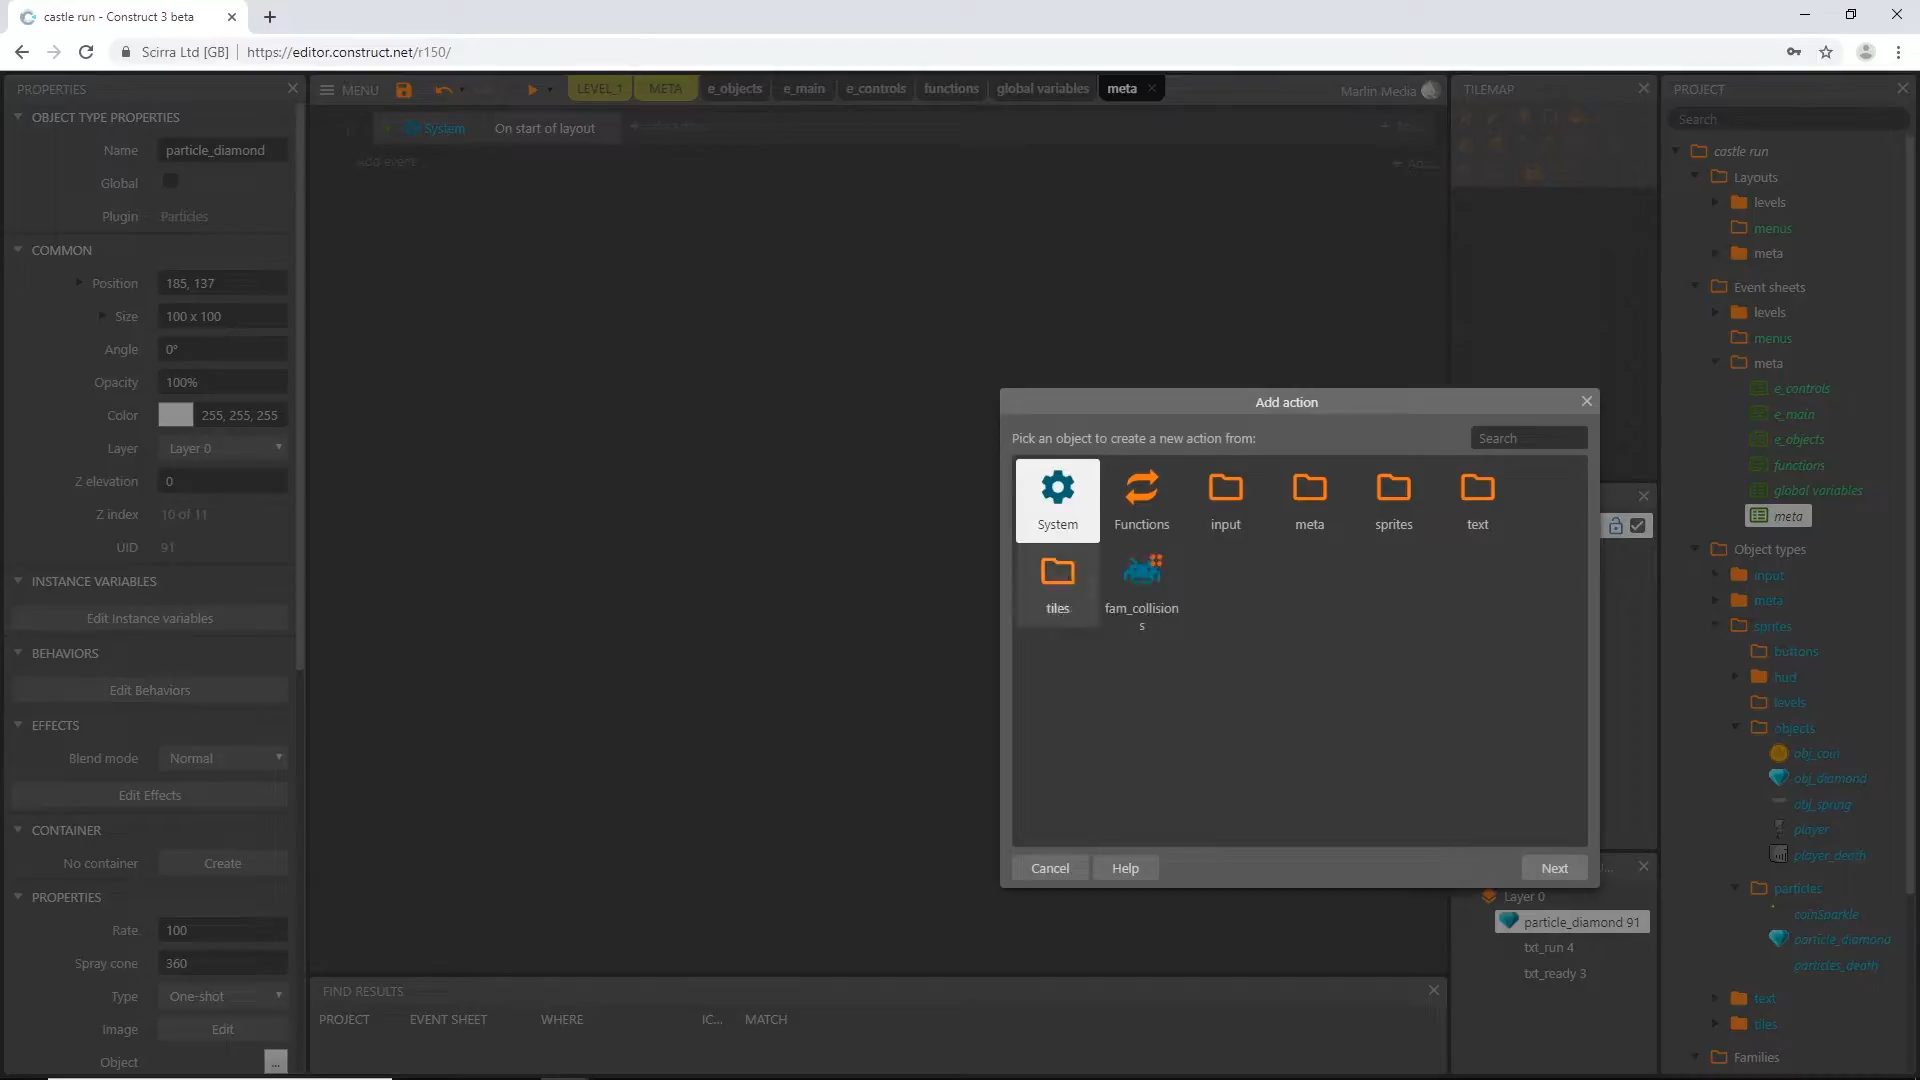 castle run - Construct 3 beta
Scirra Ltd [GB]
https://editor.construct.net/r150/
PROPERTIES
OBJECT TYPE PROPERTIES
Name particle_diamond
Global
Plugin Particles
COMMON
Position 185, 137
Size 100 x 100
Angle 0°
Opacity 100%
Color 255, 255, 255
Layer Layer 0
Z elevation 0
Z index 10 of 11
UID 91
INSTANCE VARIABLES
Edit Instance variables
BEHAVIORS
Edit Behaviors
EFFECTS
Blend mode Normal
Edit Effects
CONTAINER
No container Create
PROPERTIES
Rate 100
Spray cone 360
Type One-shot
Image Edit
Object ...
MENU
LEVEL_1 META e_objects e_main e_controls functions global variables meta
Marlin Media
System On start of layout
Add event
Add action
Pick an object to create a new action from:
Search
System Functions input meta sprites text
tiles fam_collision
s
Cancel Help Next
FIND RESULTS
PROJECT EVENT SHEET WHERE IC... MATCH
TILEMAP
Layer 0
particle_diamond 91
txt_run 4
txt_ready 3
PROJECT
Search
castle run
Layouts
levels
menus
meta
Event sheets
levels
menus
meta
e_controls
e_main
e_objects
functions
global variables
meta
Object types
input
meta
sprites
buttons
hud
levels
objects
obj_coin
obj_diamond
obj_spring
player
player_death
particles
coinSparkle
particle_diamond
particles_death
text
tiles
Families